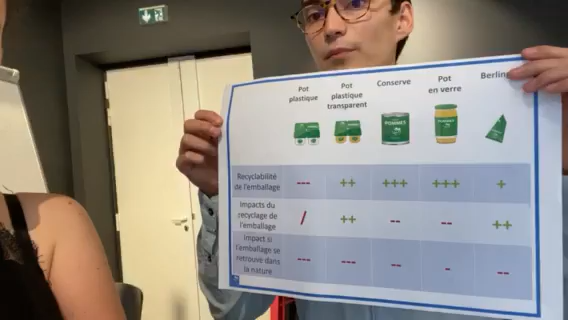 Pot plastique
Pot plastique transparent
Conserve
Pot en verre
Berlin
POMMES
Recyclabilité de l'emballage
---
++
+++
+++
+
Impacts du recyclage de l'emballage
/
++
--
--
++
Impact si l'emballage se retrouve dans la nature
---
---
--
-
--